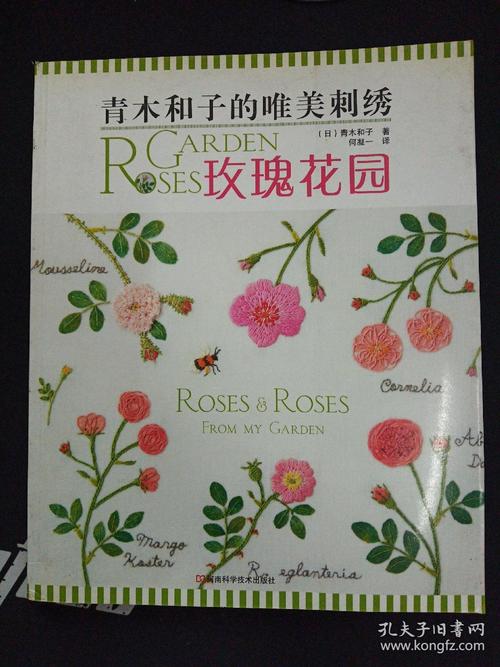 青木和子的唯美刺绣
（日）青木和子 著
何凝一 译
GARDEN
ROSES 玫瑰花园
Mousseline
Cornelia
ROSES & ROSES
FROM MY GARDEN
Margo
Koster
R. eglanteria
河南科学技术出版社
孔夫子旧书网
www.kongfz.com